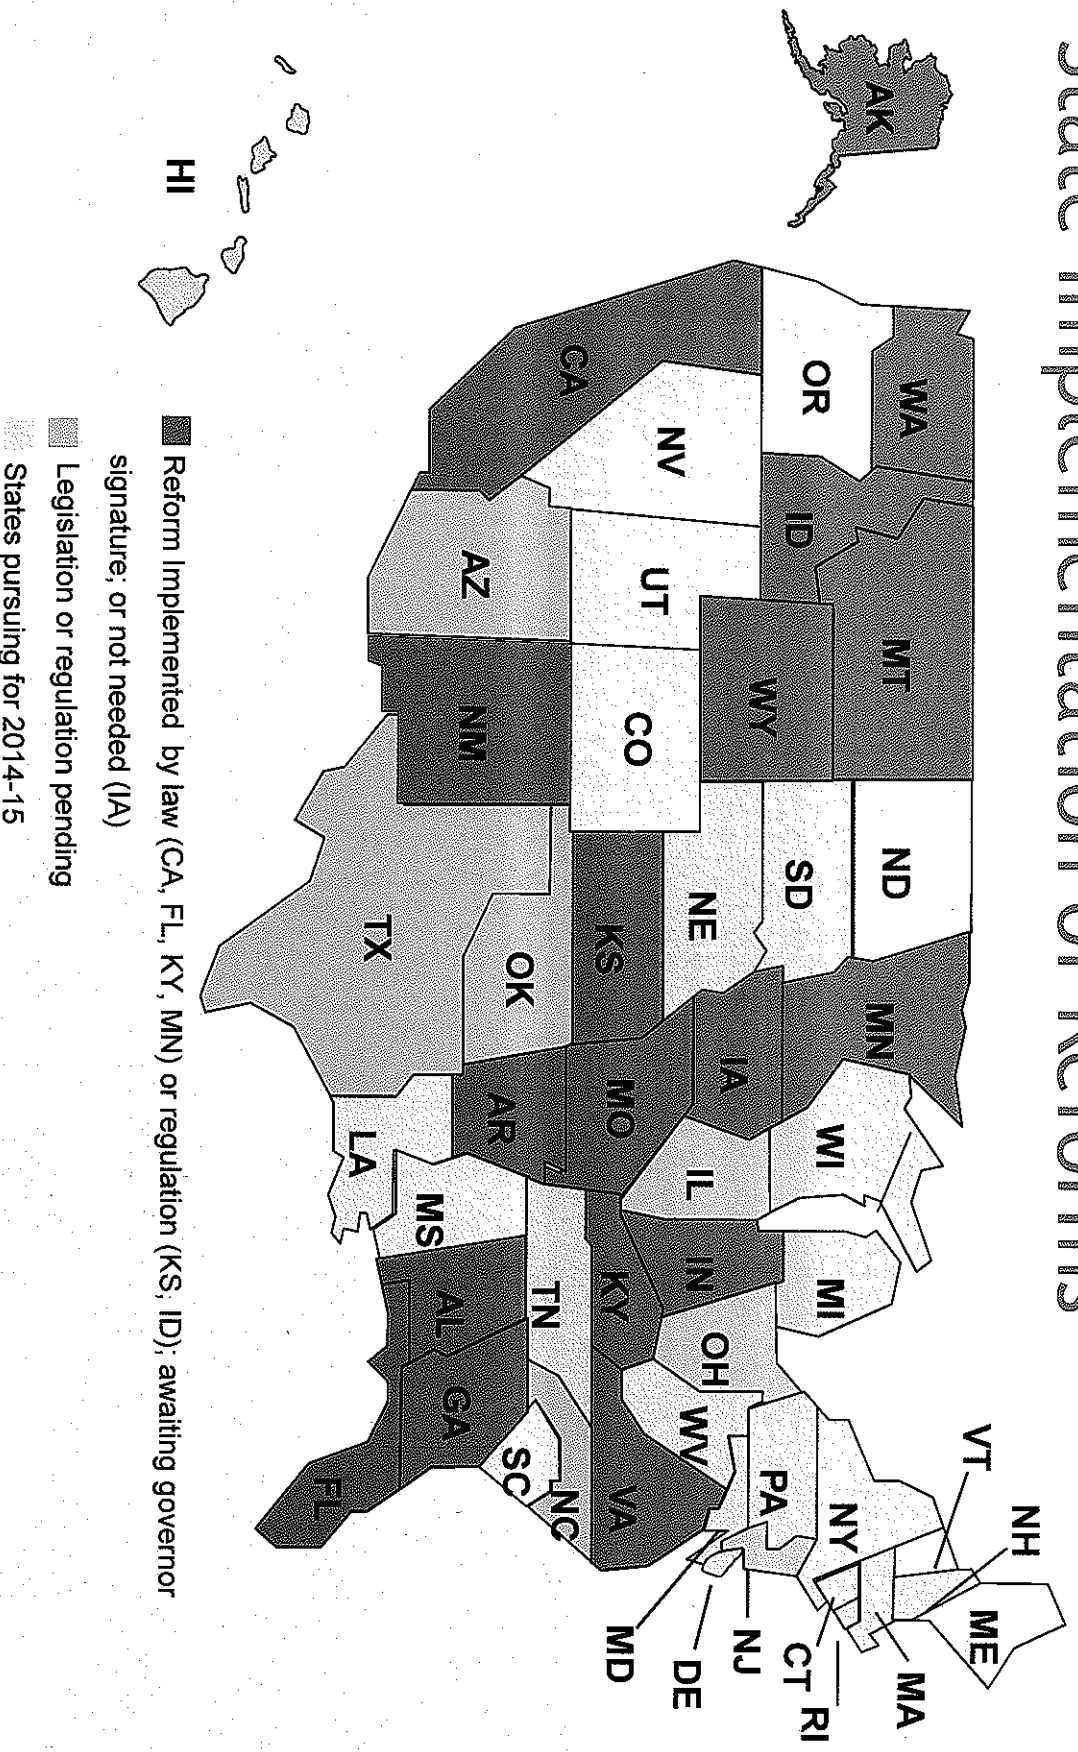 State Implementation of Reforms
AK
HI
WA
OR
CA
NV
ID
MT
WY
UT
AZ
CO
NM
ND
SD
NE
KS
OK
TX
MN
IA
MO
AR
LA
WI
IL
MS
MI
IN
KY
TN
AL
OH
WV
VA
GA
FL
SC
NC
PA
NY
VT
NH
ME
MA
RI
CT
NJ
DE
MD
Reform Implemented by law (CA, FL, KY, MN) or regulation (KS, ID); awaiting governor
signature; or not needed (IA)
Legislation or regulation pending
States pursuing for 2014-15